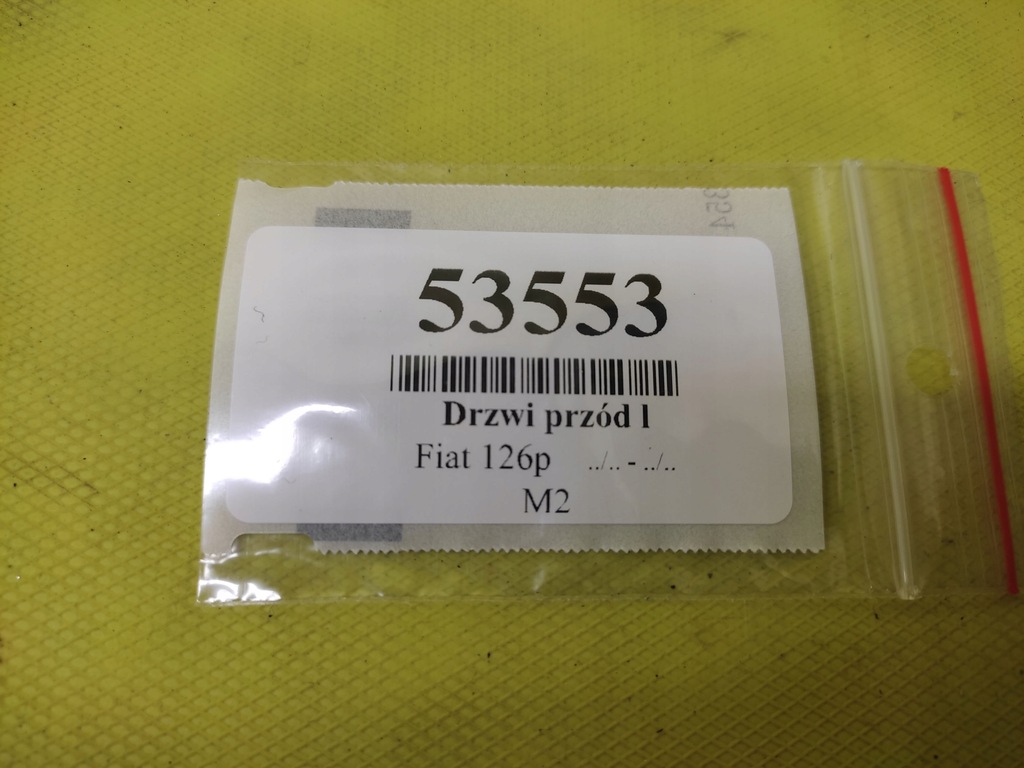 53553
Drzwi przód l
Fiat 126p ../.. - ../..
M2